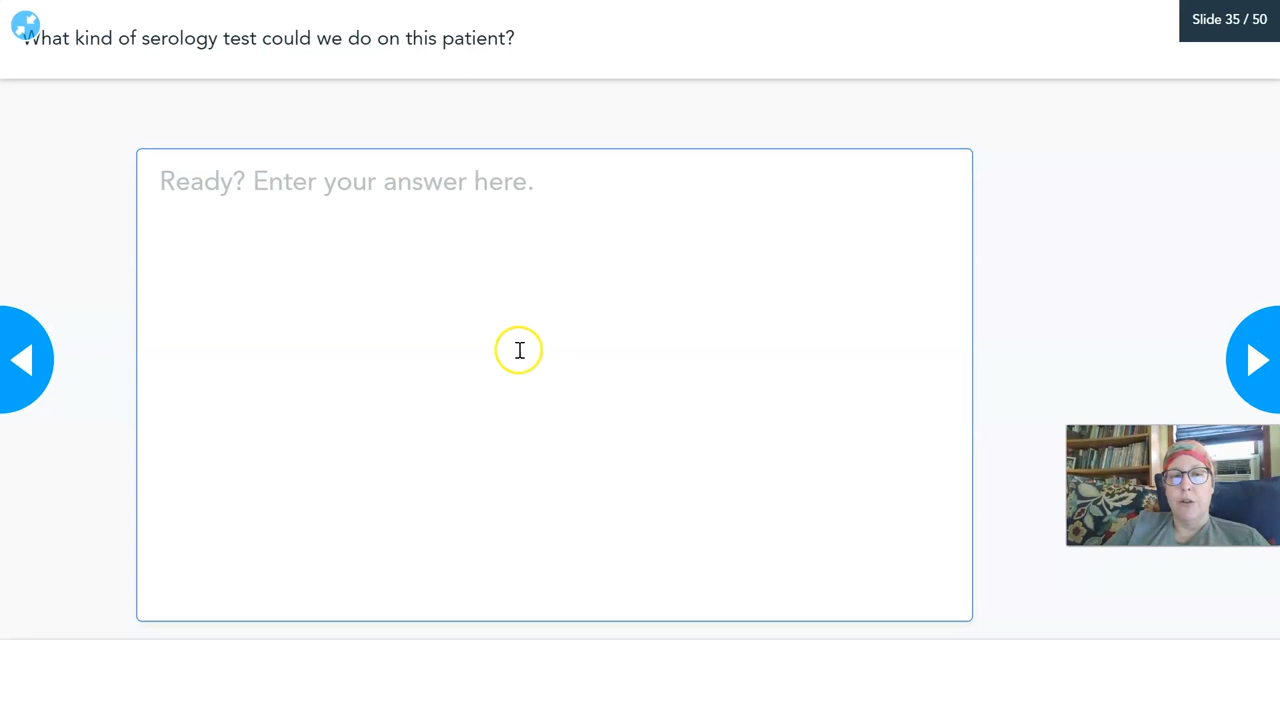 What kind of serology test could we do on this patient?
Slide 35 / 50
Ready? Enter your answer here.